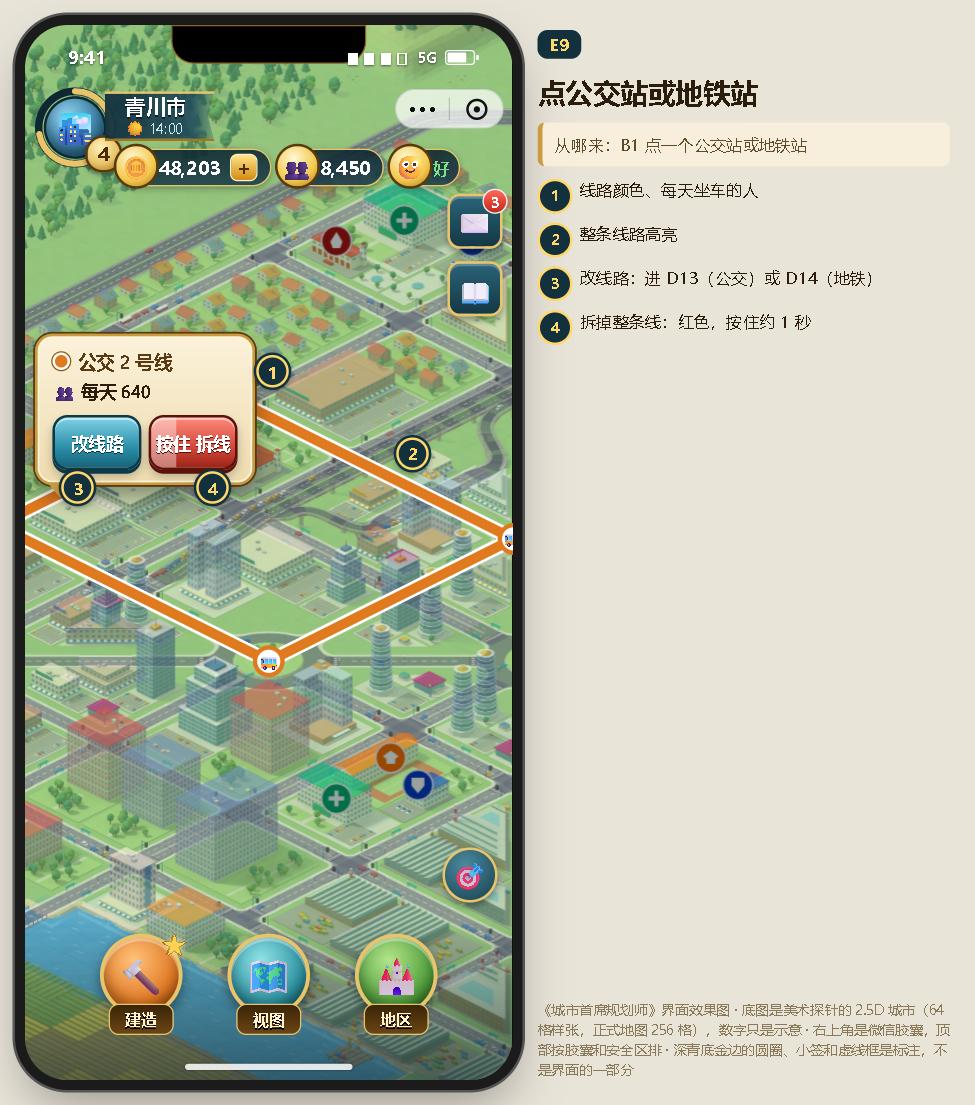 9:41
5G
青川市
14:00
4
48,203
+
8,450
好
3
公交 2 号线
每天 640
改线路
按住 拆线
1
2
3
4
建造
视图
地区
E9
点公交站或地铁站
从哪来：B1 点一个公交站或地铁站
1 线路颜色、每天坐车的人
2 整条线路高亮
3 改线路：进 D13（公交）或 D14（地铁）
4 拆掉整条线：红色，按住约 1 秒
《城市首席规划师》界面效果图 · 底图是美术探针的 2.5D 城市（64
格样张，正式地图 256 格），数字只是示意 · 右上角是微信胶囊，顶
部按胶囊和安全区排 · 深青底金边的圆圈、小签和虚线框是标注，不
是界面的一部分